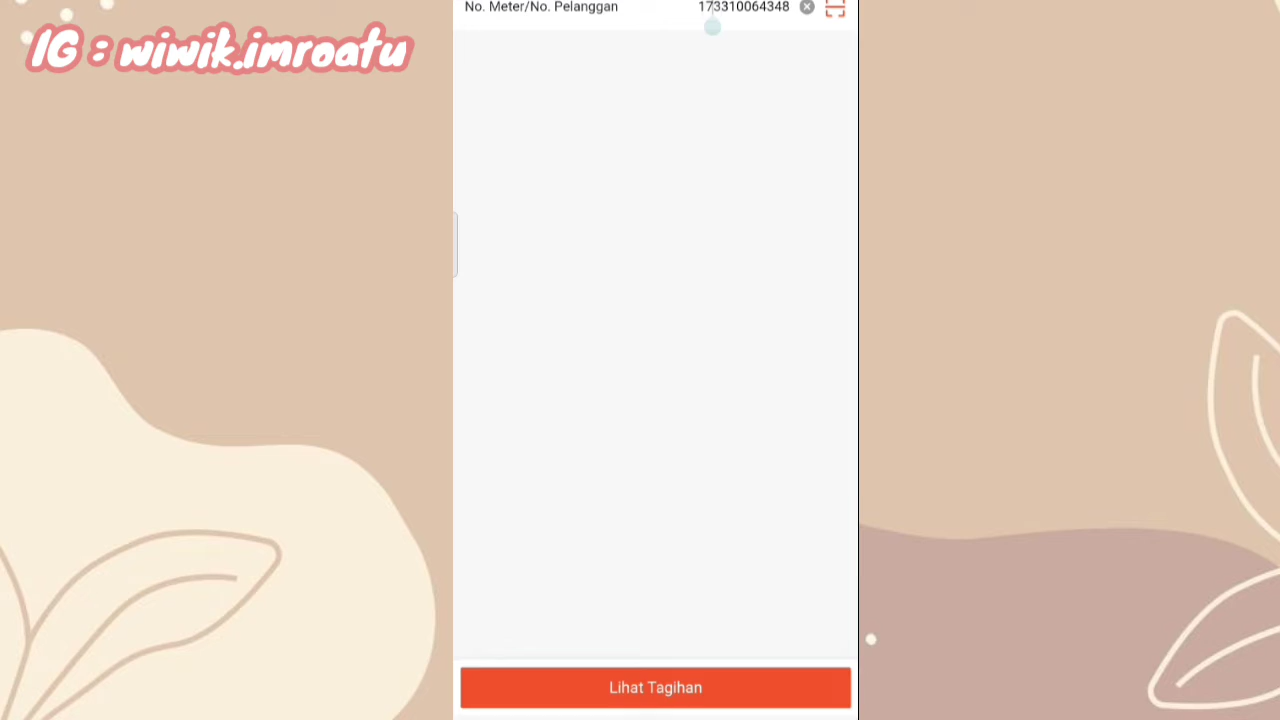 No. Meter/No. Pelanggan 173310064348
IG : wiwik.imroatu
Lihat Tagihan